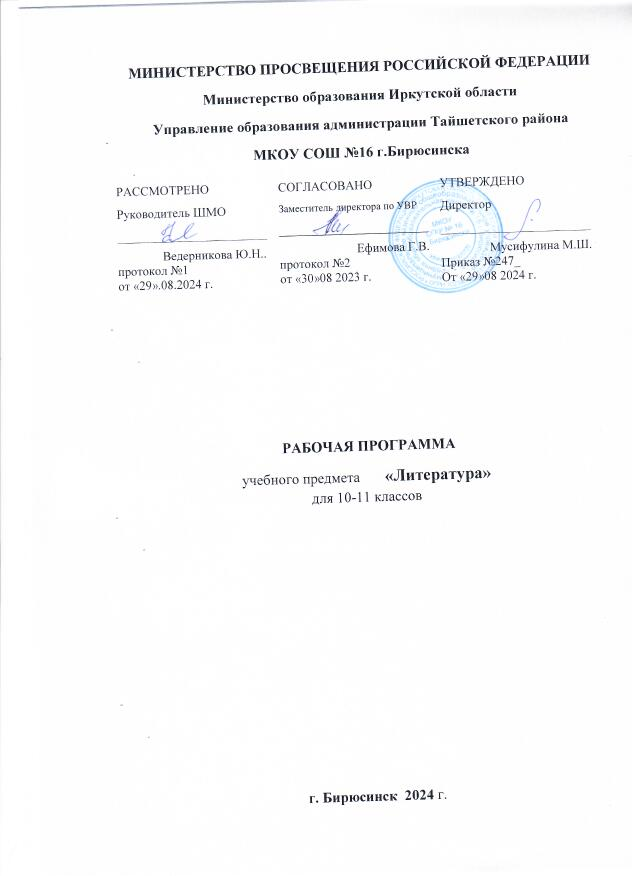 МИНИСТЕРСТВО ПРОСВЕЩЕНИЯ РОССИЙСКОЙ ФЕДЕРАЦИИ
Министерство образования Иркутской области
Управление образования администрации Тайшетского района
МКОУ СОШ №16 г.Бирюсинска
РАССМОТРЕНО
Руководитель ШМО
Ведерникова Ю.Н..
протокол №1
от «29».08.2024 г.
СОГЛАСОВАНО
Заместитель директора по УВР
Ефимова Г.В.
протокол №2
от «30»08 2023 г.
УТВЕРЖДЕНО
Директор
Мусифулина М.Ш.
Приказ №247_
От «29»08 2024 г.
РАБОЧАЯ ПРОГРАММА
учебного предмета «Литература»
для 10-11 классов
г. Бирюсинск 2024 г.